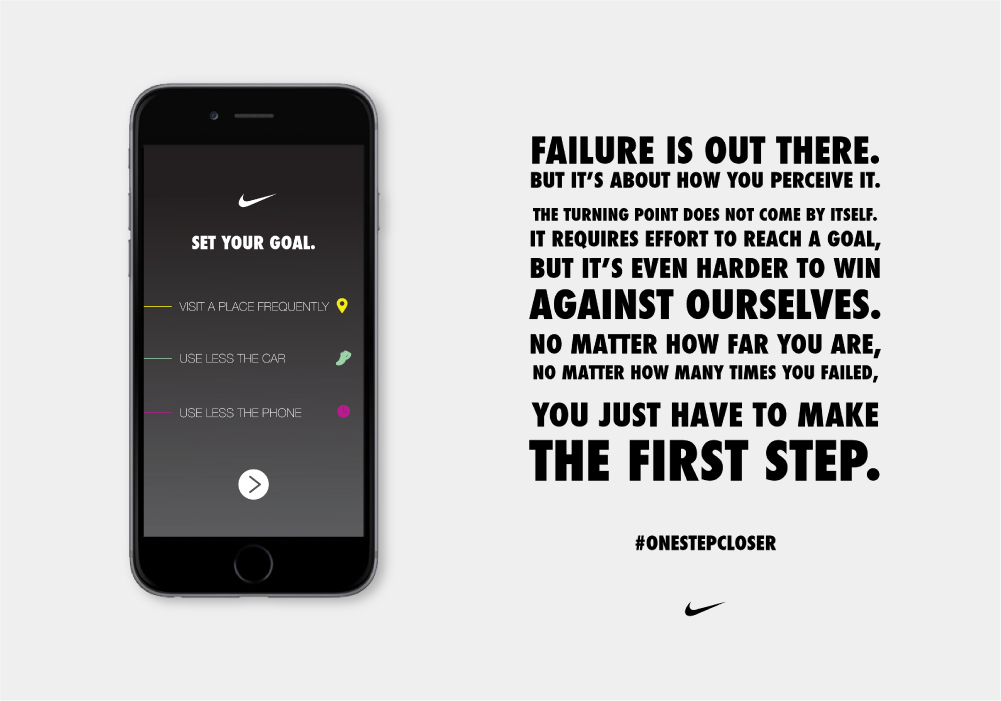 SET YOUR GOAL.
VISIT A PLACE FREQUENTLY
USE LESS THE CAR
USE LESS THE PHONE
FAILURE IS OUT THERE.
BUT IT'S ABOUT HOW YOU PERCEIVE IT.
THE TURNING POINT DOES NOT COME BY ITSELF.
IT REQUIRES EFFORT TO REACH A GOAL,
BUT IT'S EVEN HARDER TO WIN
AGAINST OURSELVES.
NO MATTER HOW FAR YOU ARE,
NO MATTER HOW MANY TIMES YOU FAILED,
YOU JUST HAVE TO MAKE
THE FIRST STEP.
#ONESTEPCLOSER